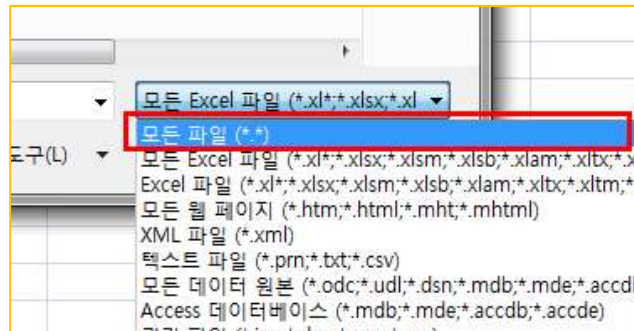 모든 Excel 파일 (*.xl*;*.xlsx;*.xl
모든 파일 (*.*)
도구(L)
모든 Excel 파일 (*.xl*;*.xlsx;*.xlsm;*.xlsb;*.xlam;*.xltx;*.x
Excel 파일 (*.xl*;*.xlsx;*.xlsm;*.xlsb;*.xlam;*.xltx;*.xltm;*
모든 웹 페이지 (*.htm;*.html;*.mht;*.mhtml)
XML 파일 (*.xml)
텍스트 파일 (*.prn;*.txt;*.csv)
모든 데이터 원본 (*.odc;*.udl;*.dsn;*.mdb;*.mde;*.accdb
Access 데이터베이스 (*.mdb;*.mde;*.accdb;*.accde)